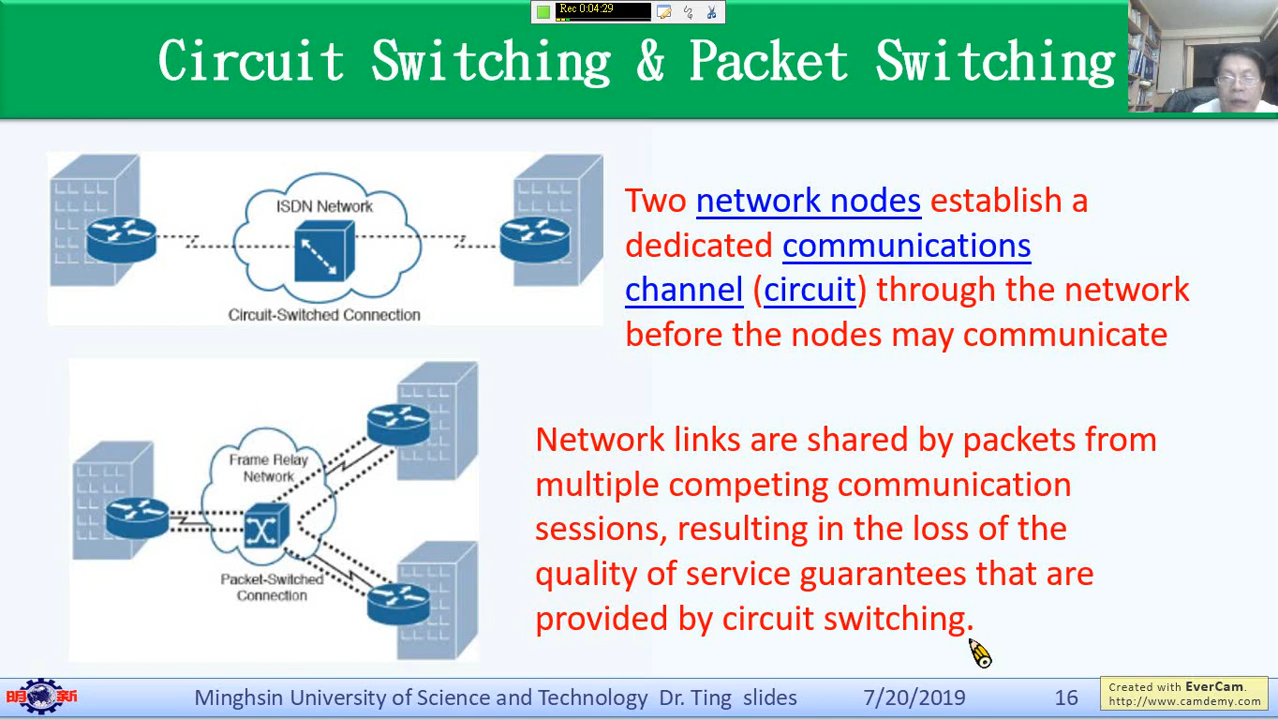 Rec 0:04:29
Circuit Switching & Packet Switching
ISDN Network
Circuit-Switched Connection
Two network nodes establish a
dedicated communications
channel (circuit) through the network
before the nodes may communicate
Frame Relay
Network
Packet-Switched
Connection
Network links are shared by packets from
multiple competing communication
sessions, resulting in the loss of the
quality of service guarantees that are
provided by circuit switching.
明新
Minghsin University of Science and Technology Dr. Ting slides
7/20/2019
16
Created with EverCam.
http://www.camdemy.com